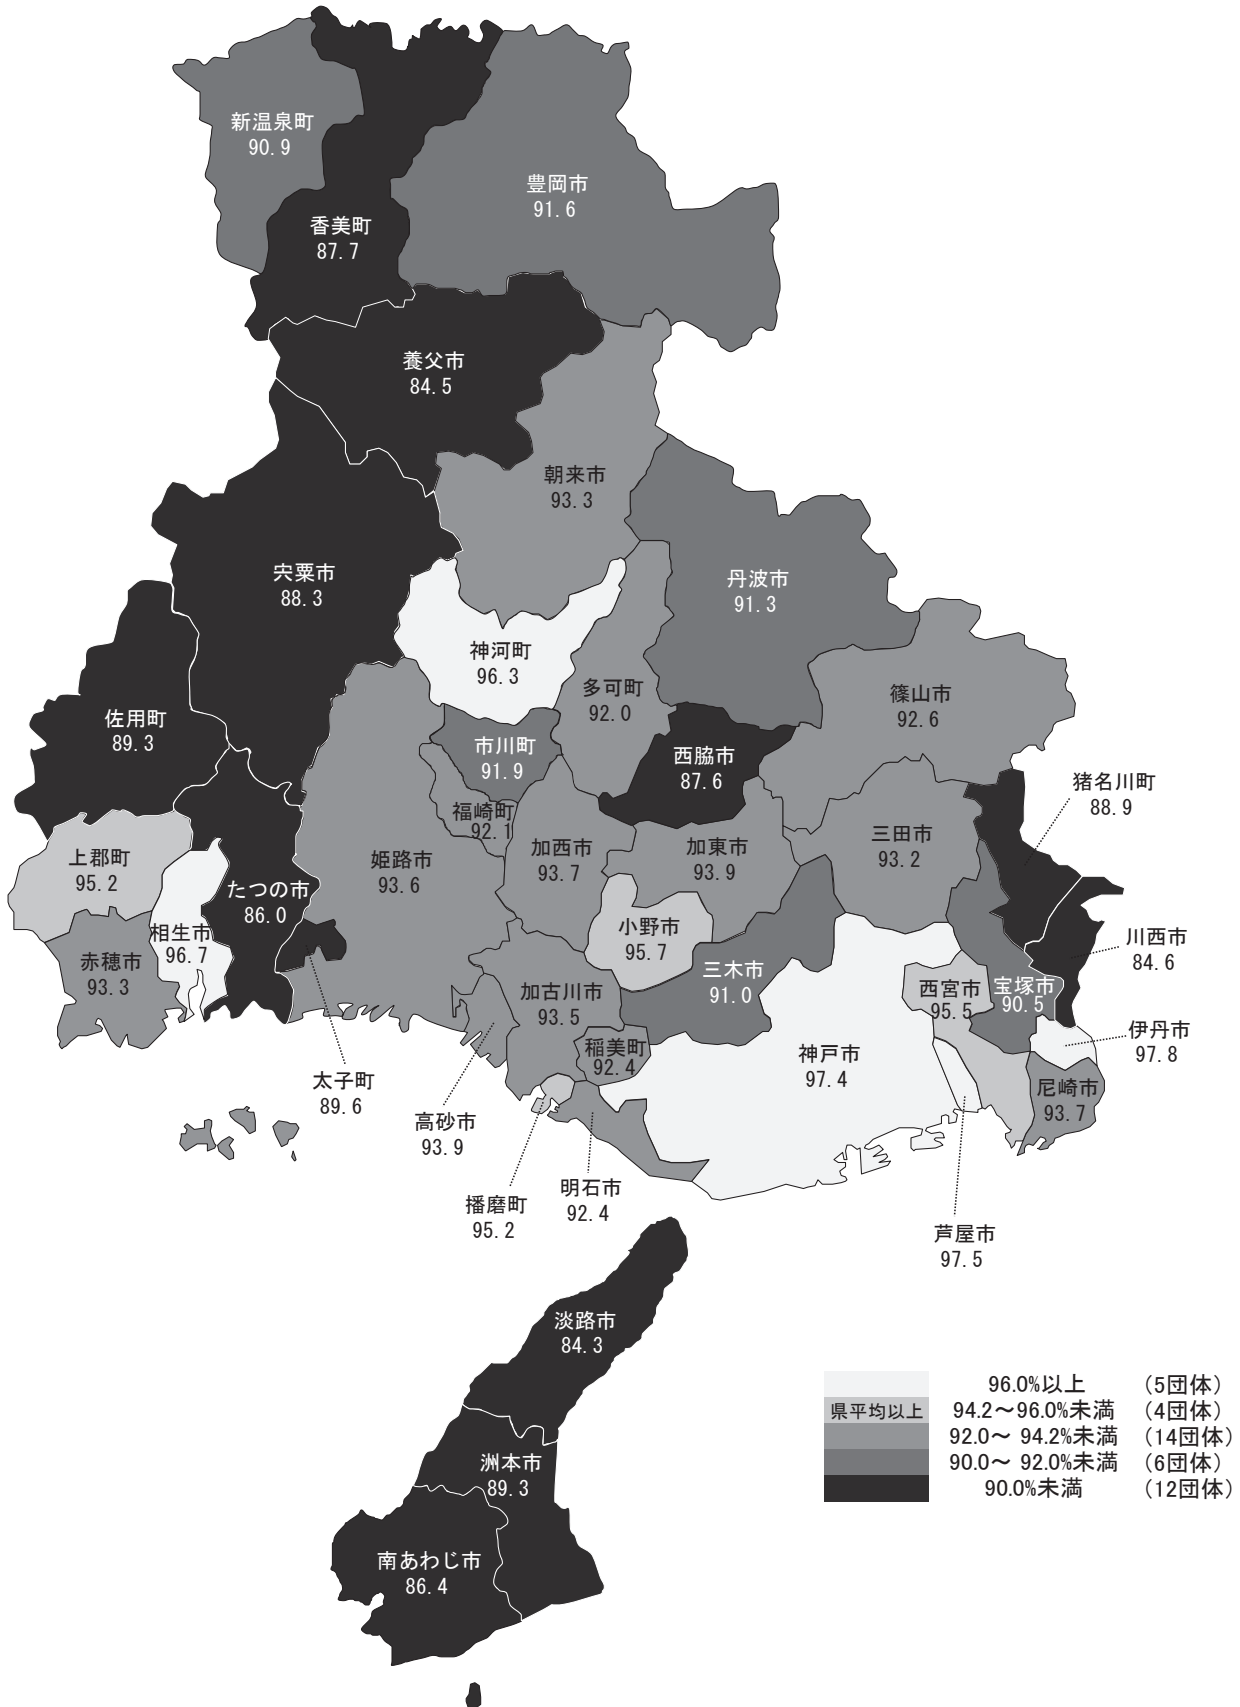 新温泉町
90.9
豊岡市
91.6
香美町
87.7
養父市
84.5
朝来市
93.3
宍粟市
88.3
丹波市
91.3
神河町
96.3
多可町
92.0
篠山市
92.6
佐用町
89.3
市川町
91.9
西脇市
87.6
猪名川町
88.9
福崎町
92.1
三田市
93.2
上郡町
95.2
姫路市
93.6
加西市
93.7
加東市
93.9
たつの市
86.0
相生市
96.7
小野市
95.7
川西市
84.6
赤穂市
93.3
三木市
91.0
加古川市
93.5
西宮市
95.5
宝塚市
90.5
伊丹市
97.8
稲美町
92.4
神戸市
97.4
太子町
89.6
尼崎市
93.7
高砂市
93.9
明石市
92.4
播磨町
95.2
芦屋市
97.5
淡路市
84.3
洲本市
89.3
南あわじ市
86.4
96.0%以上 (5団体)
県平均以上 94.2～96.0%未満 (4団体)
92.0～ 94.2%未満 (14団体)
90.0～ 92.0%未満 (6団体)
90.0%未満 (12団体)